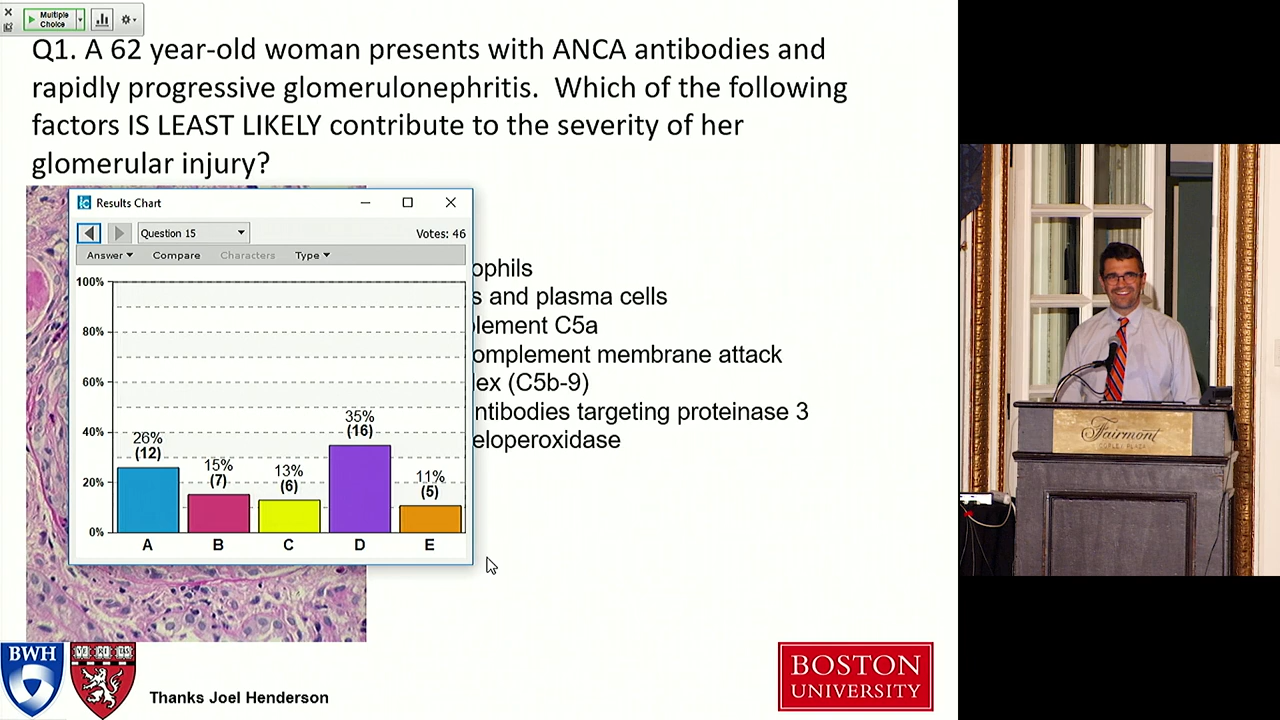 Multiple
Choice
Q1. A 62 year-old woman presents with ANCA antibodies and
rapidly progressive glomerulonephritis. Which of the following
factors IS LEAST LIKELY contribute to the severity of her
glomerular injury?
Results Chart
Question 15
Votes: 46
Answer Compare Characters Type
100%
80%
60%
40%
20%
0%
26%
(12)
15%
(7)
13%
(6)
35%
(16)
11%
(5)
A B C D E
ophils
s and plasma cells
lement C5a
omplement membrane attack
lex (C5b-9)
ntibodies targeting proteinase 3
eloperoxidase
BWH
Thanks Joel Henderson
BOSTON
UNIVERSITY
Fairmont
COPLEY PLAZA